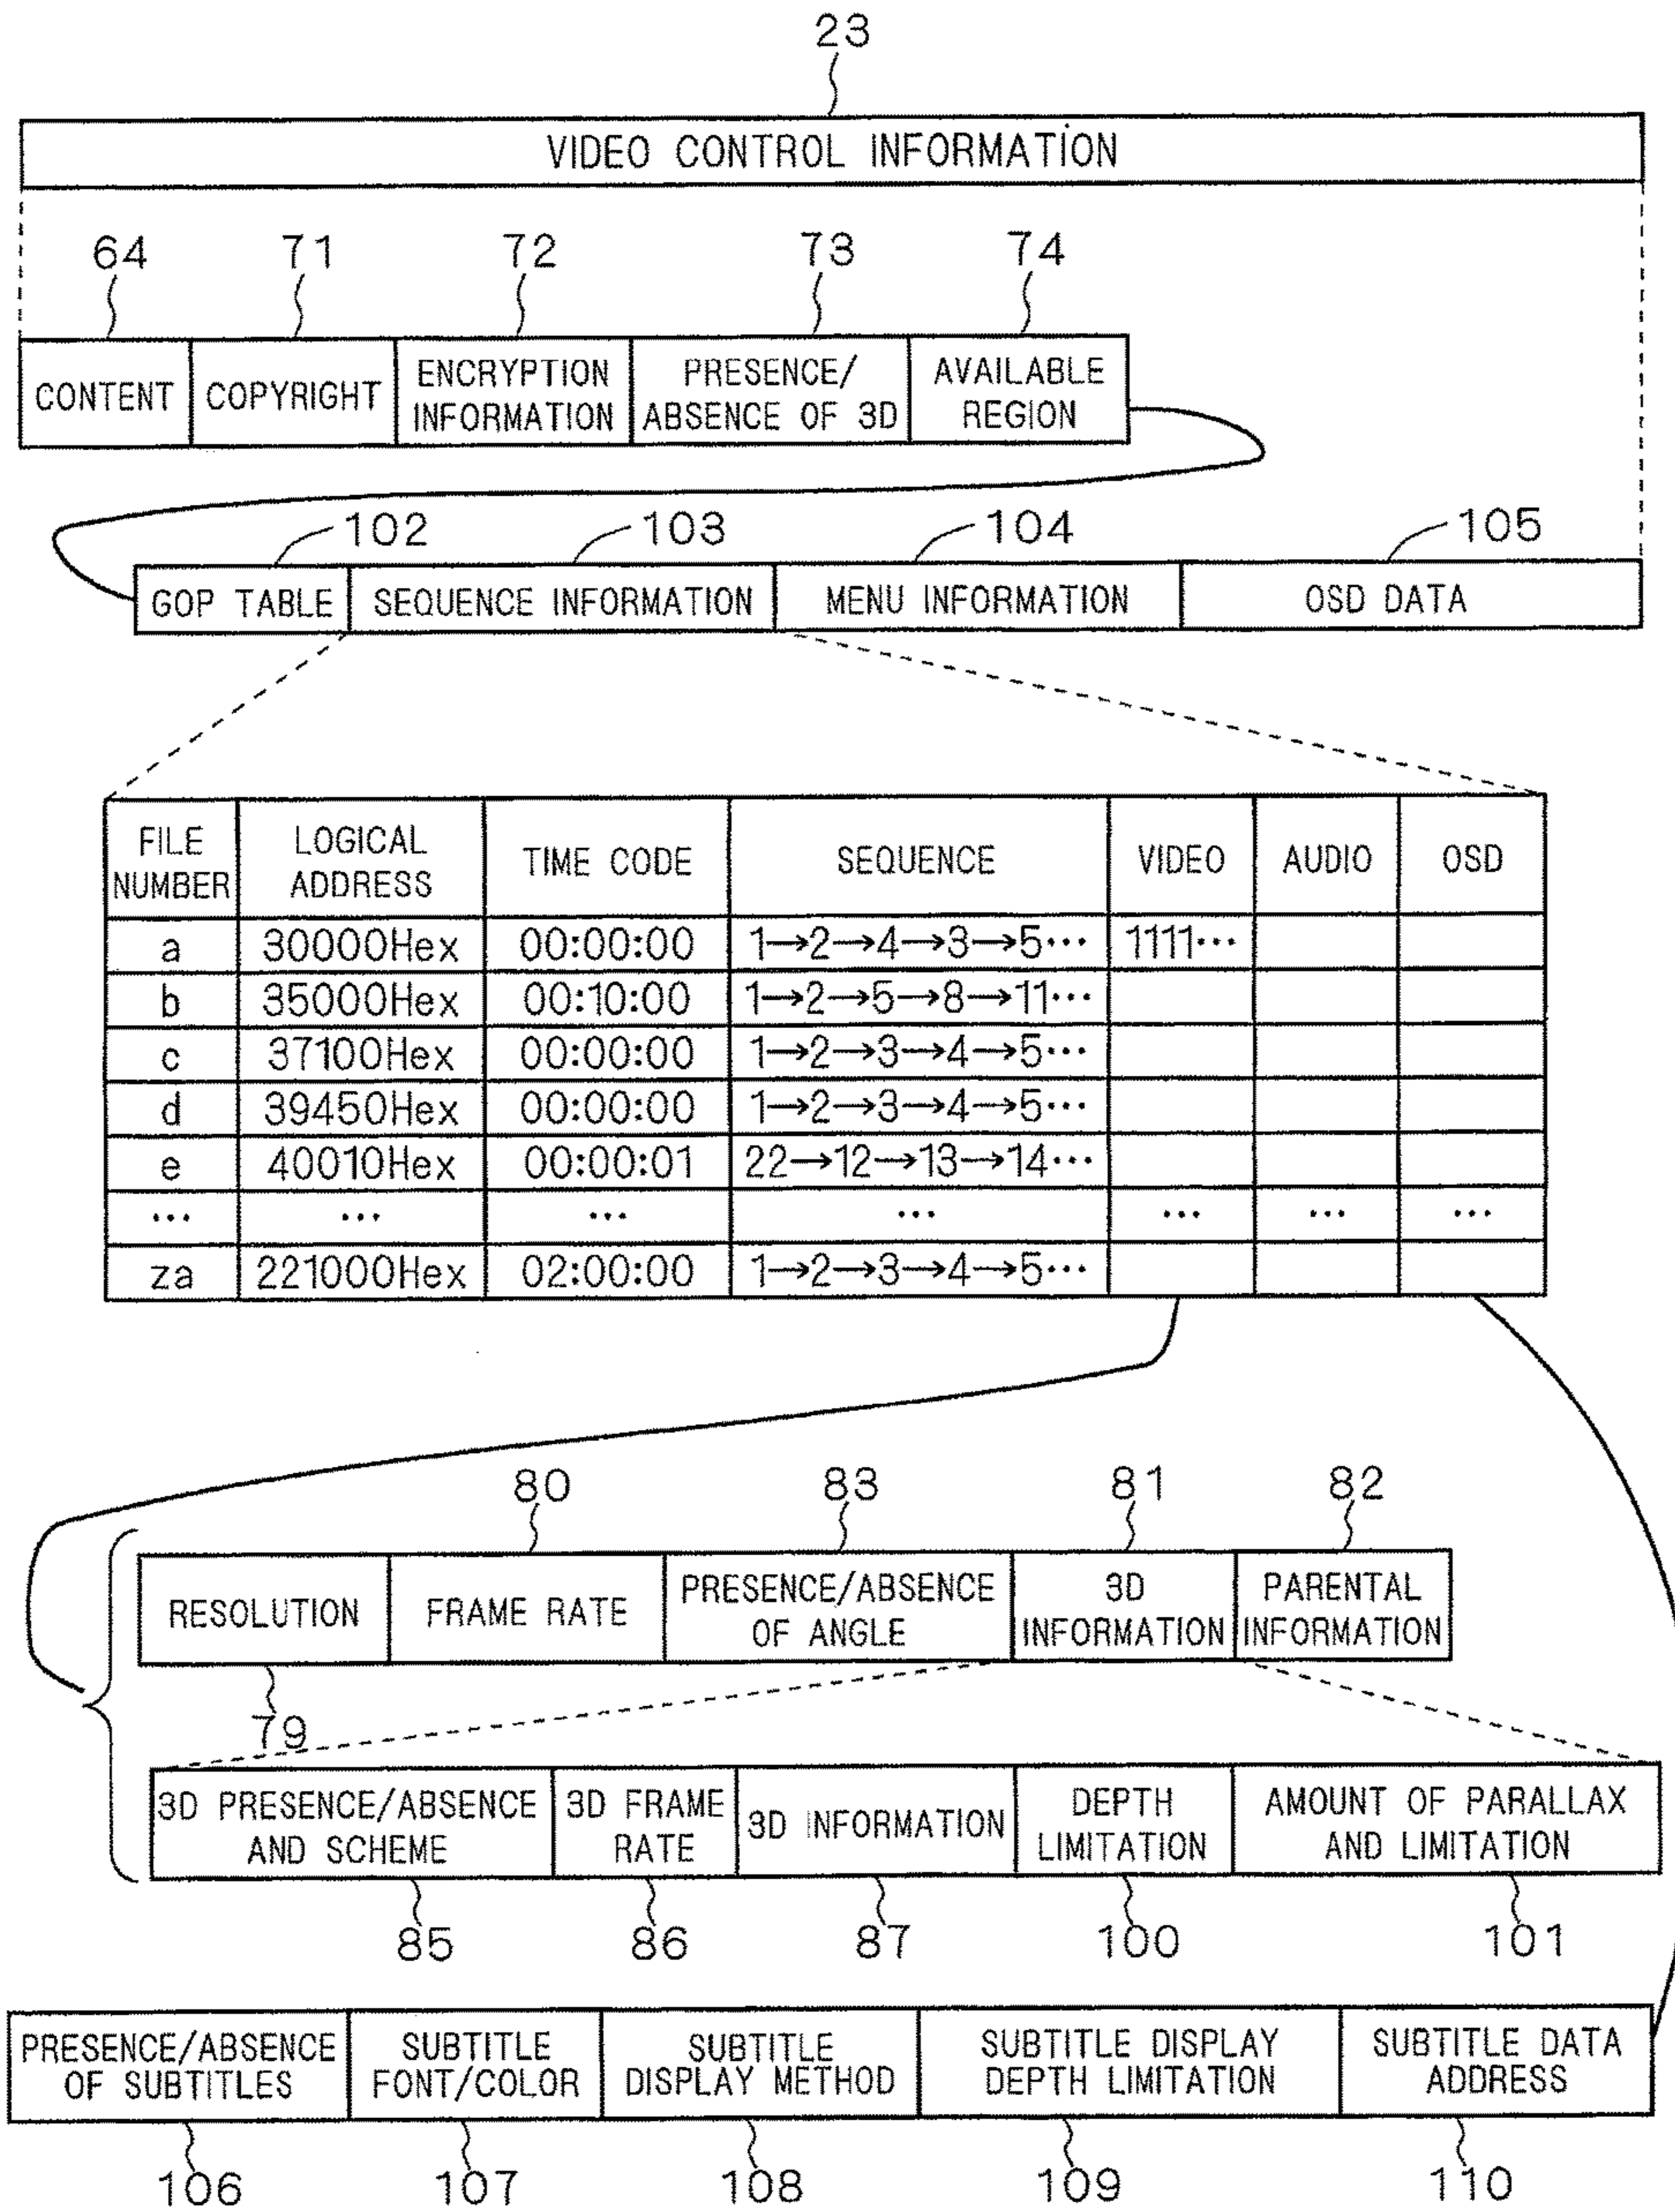 23
VIDEO CONTROL INFORMATION
64 71 72 73 74
CONTENT COPYRIGHT ENCRYPTION INFORMATION PRESENCE/ ABSENCE OF 3D AVAILABLE REGION
102 103 104 105
GOP TABLE SEQUENCE INFORMATION MENU INFORMATION OSD DATA
FILE NUMBER LOGICAL ADDRESS TIME CODE SEQUENCE VIDEO AUDIO OSD
a 30000Hex 00:00:00 1→2→4→3→5··· 1111···
b 35000Hex 00:10:00 1→2→5→8→11···
c 37100Hex 00:00:00 1→2→3→4→5···
d 39450Hex 00:00:00 1→2→3→4→5···
e 40010Hex 00:00:01 22→12→13→14···
··· ··· ··· ··· ··· ··· ···
za 221000Hex 02:00:00 1→2→3→4→5···
80 83 81 82
RESOLUTION FRAME RATE PRESENCE/ABSENCE OF ANGLE 3D INFORMATION PARENTAL INFORMATION
79
3D PRESENCE/ABSENCE AND SCHEME 3D FRAME RATE 3D INFORMATION DEPTH LIMITATION AMOUNT OF PARALLAX AND LIMITATION
85 86 87 100 101
PRESENCE/ABSENCE OF SUBTITLES SUBTITLE FONT/COLOR SUBTITLE DISPLAY METHOD SUBTITLE DISPLAY DEPTH LIMITATION SUBTITLE DATA ADDRESS
106 107 108 109 110